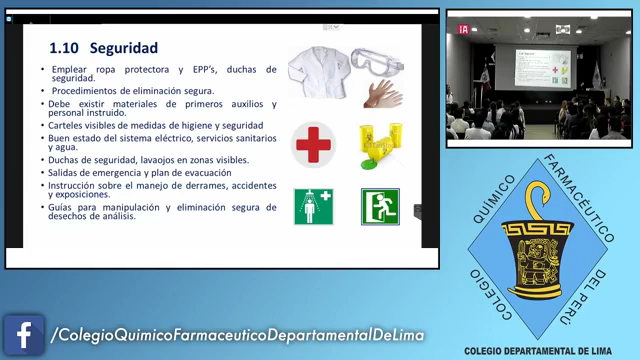 1.10 Seguridad
• Emplear ropa protectora y EPP's, duchas de
seguridad.
• Procedimientos de eliminación segura.
• Debe existir materiales de primeros auxilios y
personal instruido.
• Carteles visibles de medidas de higiene y seguridad
• Buen estado del sistema eléctrico, servicios sanitarios
y agua.
• Duchas de seguridad, lavaojos en zonas visibles.
• Salidas de emergencia y plan de evacuación
• Instrucción sobre el manejo de derrames, accidentes
y exposiciones.
• Guías para manipulación y eliminación segura de
desechos de análisis.
1A
COLEGIO QUÍMICO FARMACÉUTICO DEL PERÚ
COLEGIO DEPARTAMENTAL DE LIMA
f /ColegioQuimicoFarmaceuticoDepartamentalDeLima